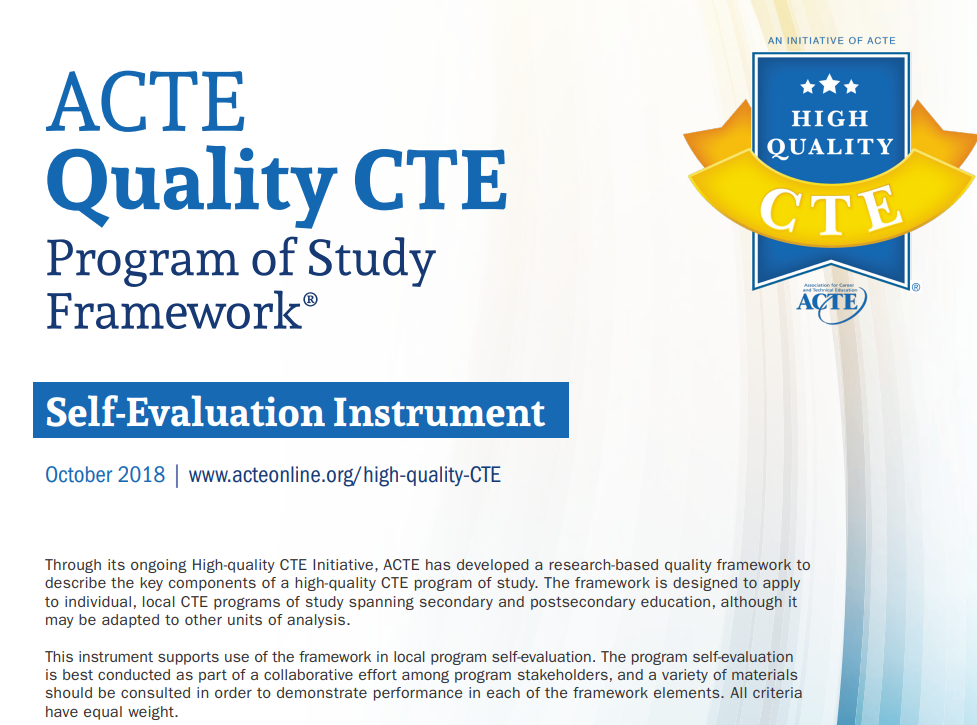 AN INITIATIVE OF ACTE
HIGH
QUALITY
CTE
®
Association for Career
and Technical Education
ACTE
ACTE
Quality CTE
Program of Study
Framework®
Self-Evaluation Instrument
October 2018 | www.acteonline.org/high-quality-CTE
Through its ongoing High-quality CTE Initiative, ACTE has developed a research-based quality framework to
describe the key components of a high-quality CTE program of study. The framework is designed to apply
to individual, local CTE programs of study spanning secondary and postsecondary education, although it
may be adapted to other units of analysis.
This instrument supports use of the framework in local program self-evaluation. The program self-evaluation
is best conducted as part of a collaborative effort among program stakeholders, and a variety of materials
should be consulted in order to demonstrate performance in each of the framework elements. All criteria
have equal weight.